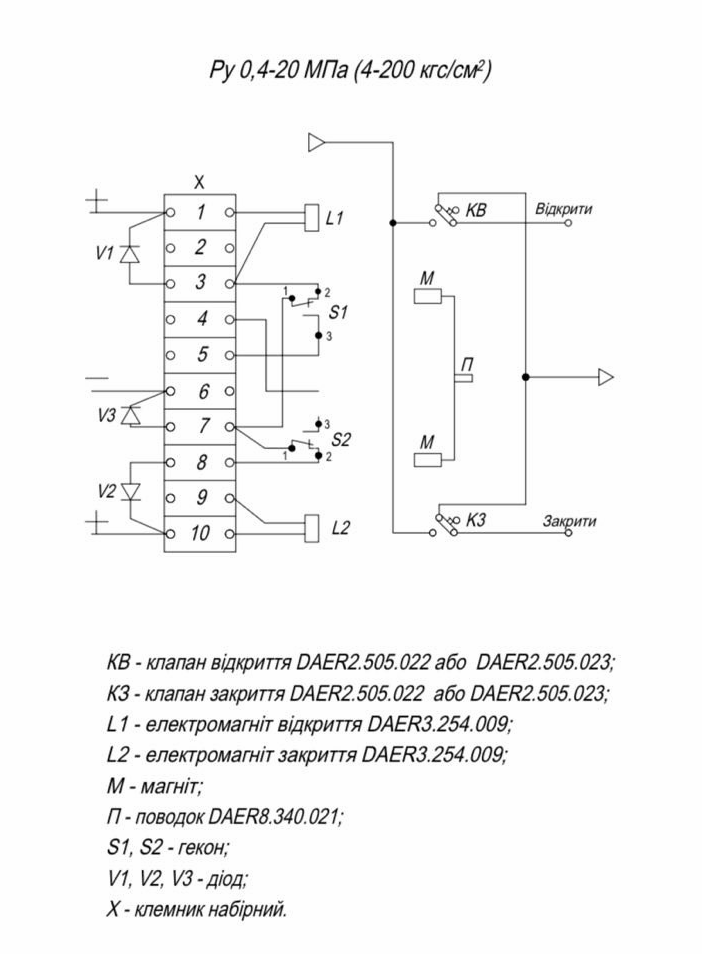 Ру 0,4-20 МПа (4-200 кгс/см²)
X
1
L1
КВ
Відкрити
V1
2
3
М
1
2
S1
4
3
5
П
6
V3
7
3
S2
М
1
2
8
V2
9
10
L2
КЗ
Закрити
КВ - клапан відкриття DAER2.505.022 або DAER2.505.023;
КЗ - клапан закриття DAER2.505.022 або DAER2.505.023;
L1 - електромагніт відкриття DAER3.254.009;
L2 - електромагніт закриття DAER3.254.009;
М - магніт;
П - поводок DAER8.340.021;
S1, S2 - гекон;
V1, V2, V3 - діод;
X - клемник набірний.